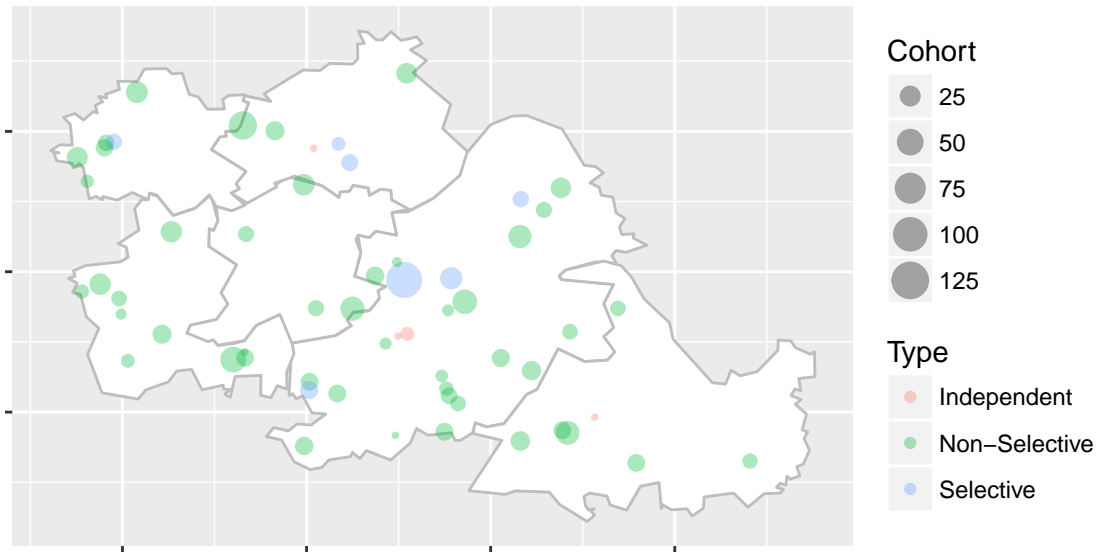 Cohort
25
50
75
100
125
Type
Independent
Non−Selective
Selective